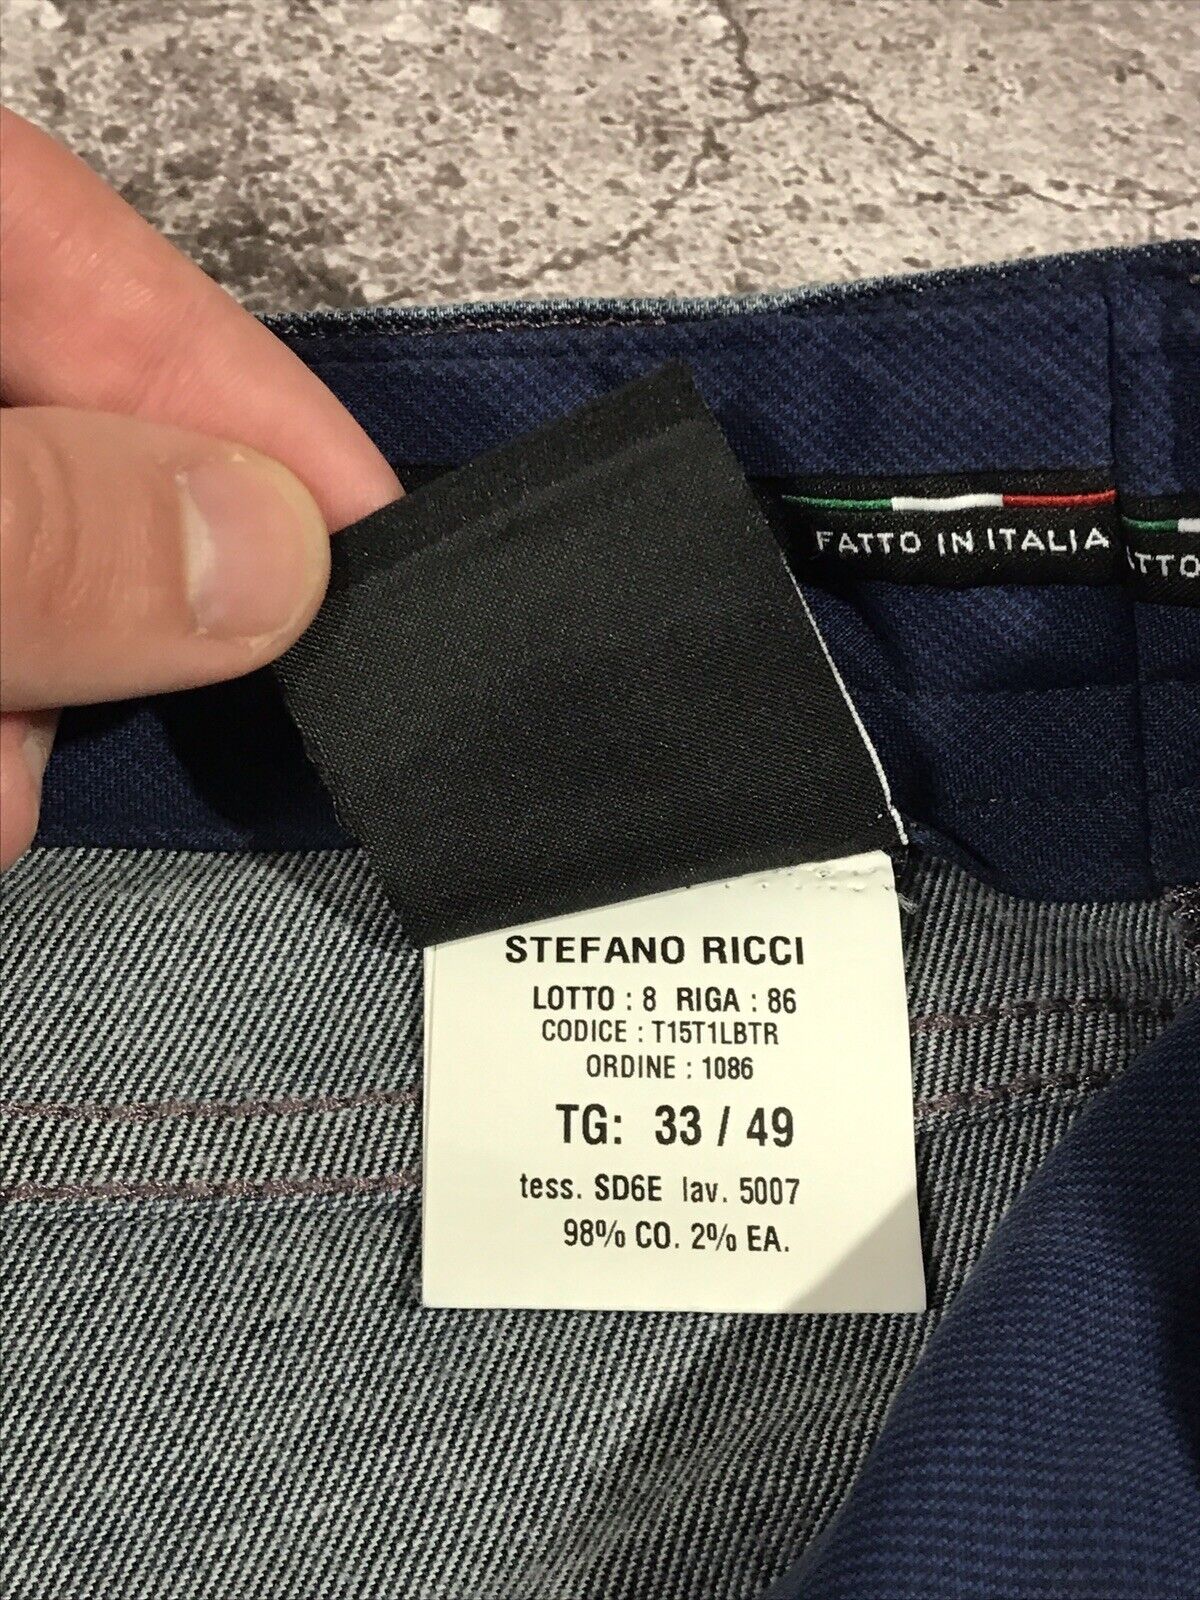 FATTO IN ITALIA
TTO
STEFANO RICCI
LOTTO : 8 RIGA : 86
CODICE : T15T1LBTR
ORDINE : 1086
TG: 33 / 49
tess. SD6E lav. 5007
98% CO. 2% EA.